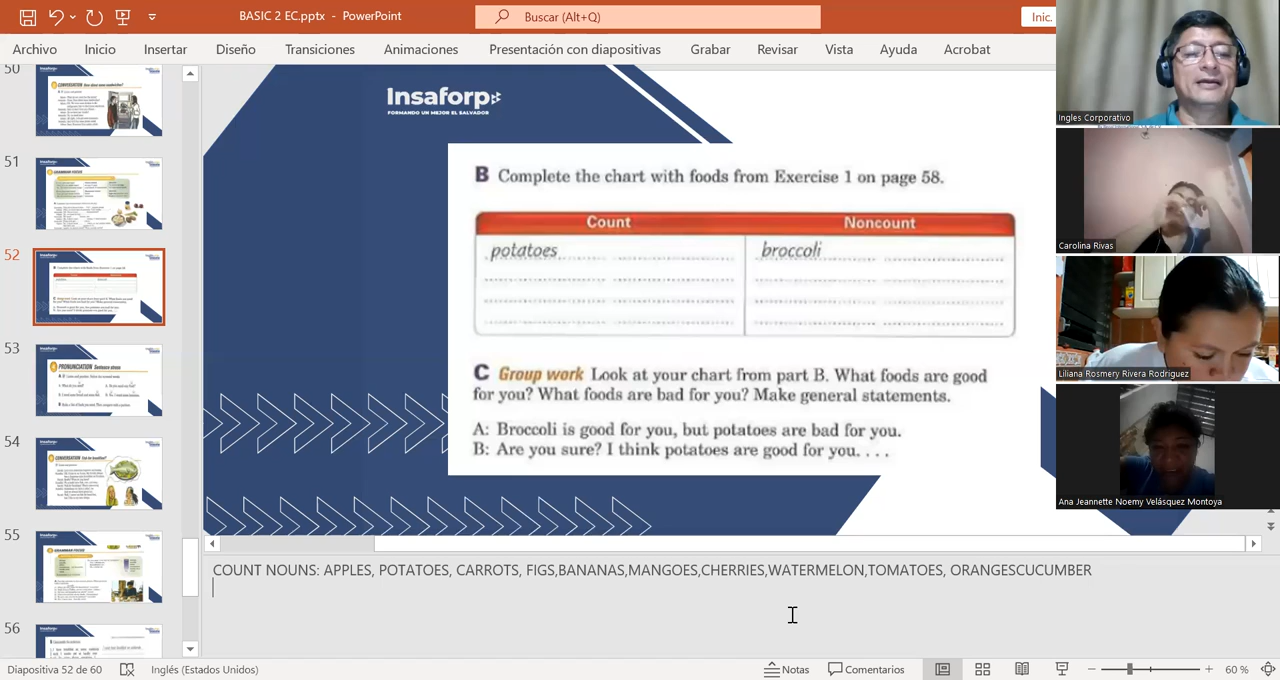 BASIC 2 EC.pptx - PowerPoint
Buscar (Alt+Q)
Inic.
Archivo Inicio Insertar Diseño Transiciones Animaciones Presentación con diapositivas Grabar Revisar Vista Ayuda Acrobat
50
51
52
53
54
55
56
Insaforp
FORMANDO UN MEJOR EL SALVADOR
B Complete the chart with foods from Exercise 1 on page 58.
Count Noncount
potatoes broccoli
C Group work Look at your chart from part B. What foods are good
for you? What foods are bad for you? Make general statements.
A: Broccoli is good for you, but potatoes are bad for you.
B: Are you sure? I think potatoes are good for you. . . .
Ingles Corporativo
Carolina Rivas
Liliana Rosmery Rivera Rodriguez
Ana Jeannette Noemy Velásquez Montoya
COUNT NOUNS: APPLES, POTATOES, CARROTS, FIGS,BANANAS,MANGOES,CHERRIES,WATERMELON,TOMATOES, ORANGESCUCUMBER
Diapositiva 52 de 60 Inglés (Estados Unidos) Notas Comentarios 60 %